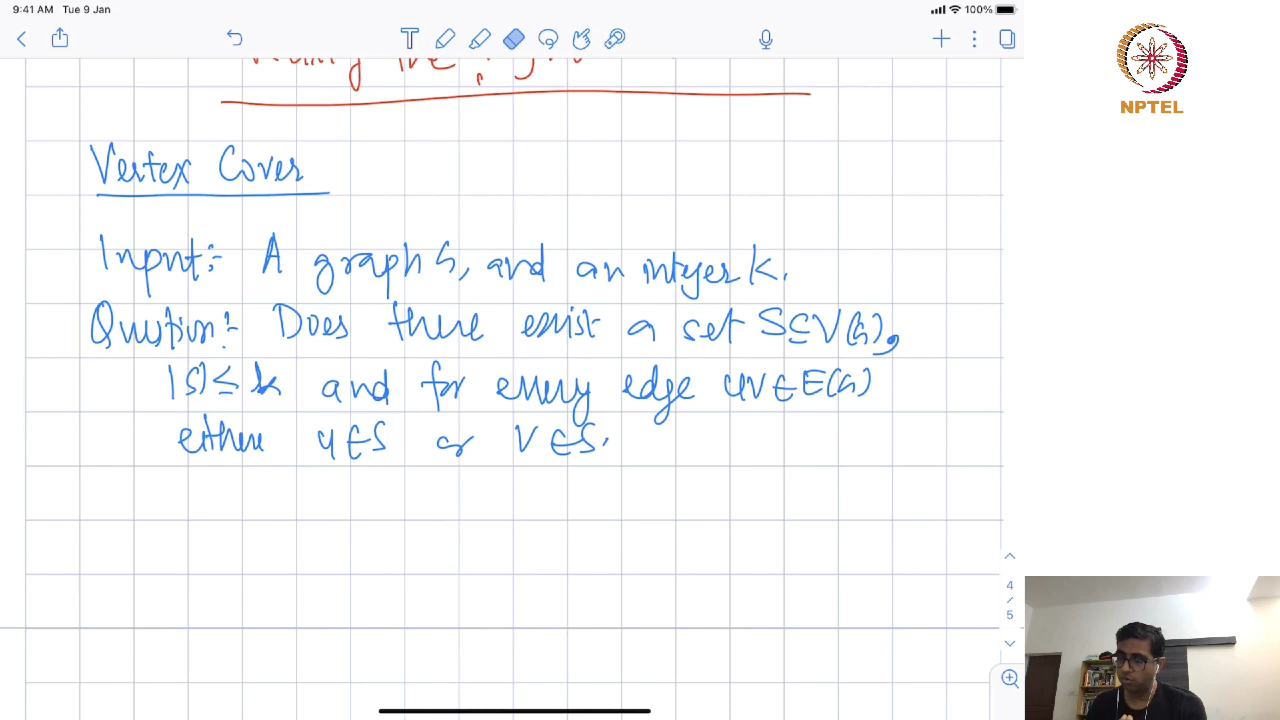 9:41 AM Tue 9 Jan
100%
NPTEL
Vertex Cover
Input:- A graph G, and an integer k.
Question:- Does there exist a set S⊆V(G),
|S|≤k and for every edge uv∈E(G)
either u∈S or v∈S.
4
/
5